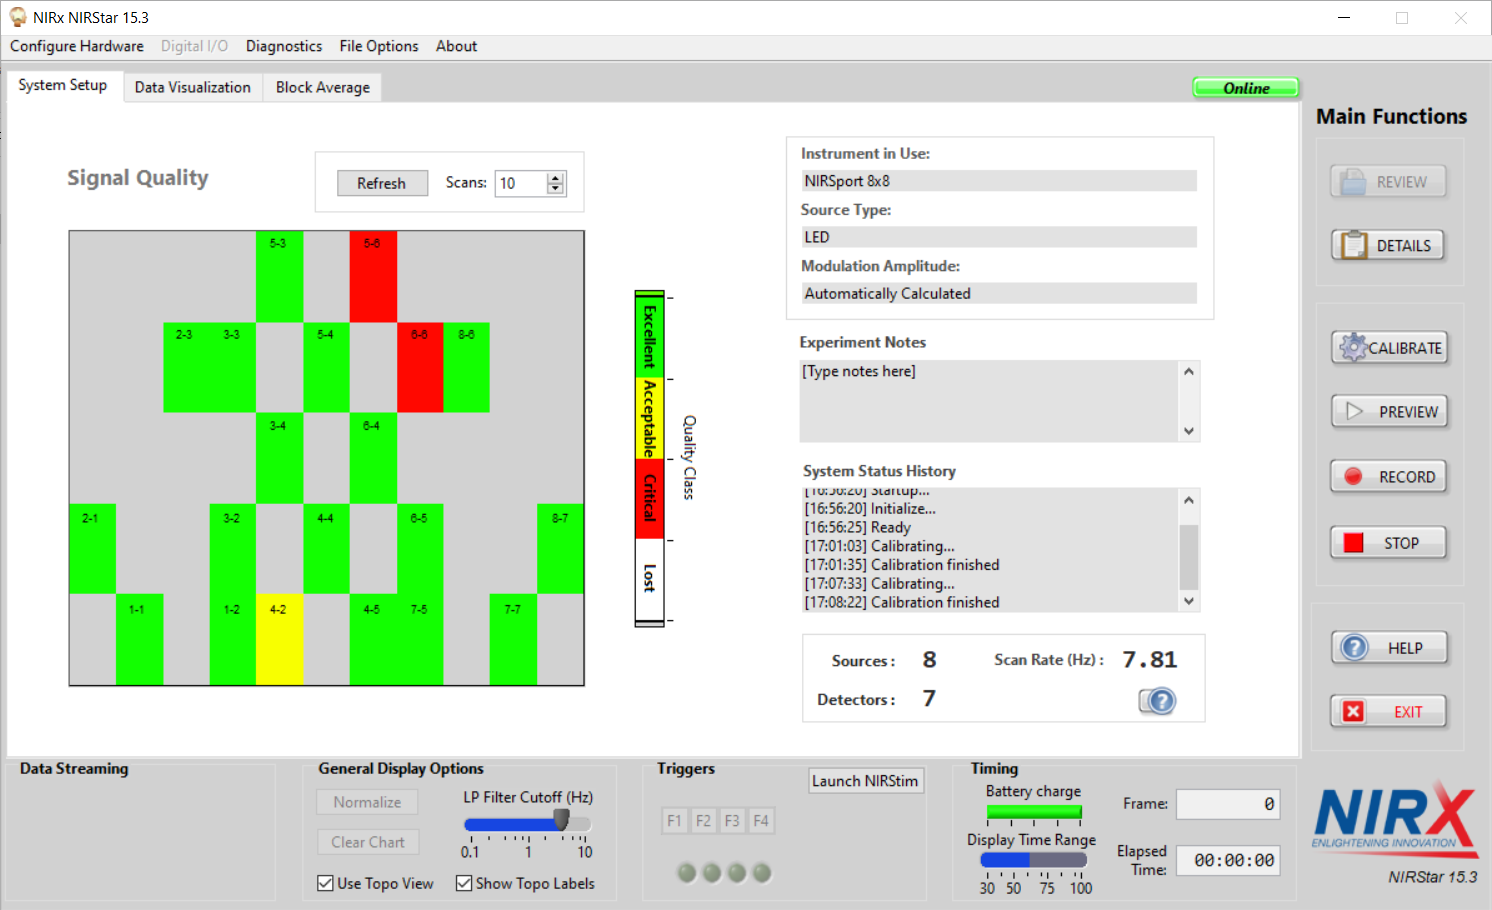 NIRx NIRStar 15.3
Configure Hardware Digital I/O Diagnostics File Options About
System Setup Data Visualization Block Average
Online
Main Functions
Signal Quality
Refresh Scans: 10
5-3 5-6
2-3 3-3 5-4 6-6 8-6
3-4 6-4
2-1 3-2 4-4 6-5 8-7
1-1 1-2 4-2 4-5 7-5 7-7
Excellent
Acceptable
Critical
Lost
Quality Class
Instrument in Use:
NIRSport 8x8
Source Type:
LED
Modulation Amplitude:
Automatically Calculated
Experiment Notes
[Type notes here]
System Status History
[16:56:20] Startup...
[16:56:20] Initialize...
[16:56:25] Ready
[17:01:03] Calibrating...
[17:01:35] Calibration finished
[17:07:33] Calibrating...
[17:08:22] Calibration finished
Sources: 8 Scan Rate (Hz): 7.81
Detectors: 7
?
REVIEW
DETAILS
CALIBRATE
PREVIEW
RECORD
STOP
? HELP
EXIT
Data Streaming
General Display Options
Normalize
Clear Chart
LP Filter Cutoff (Hz)
0.1 1 10
Use Topo View Show Topo Labels
Triggers
Launch NIRStim
F1 F2 F3 F4
Timing
Battery charge
Display Time Range
30 50 75 100
Frame: 0
Elapsed
Time: 00:00:00
NIRX
ENLIGHTENING INNOVATION
NIRStar 15.3